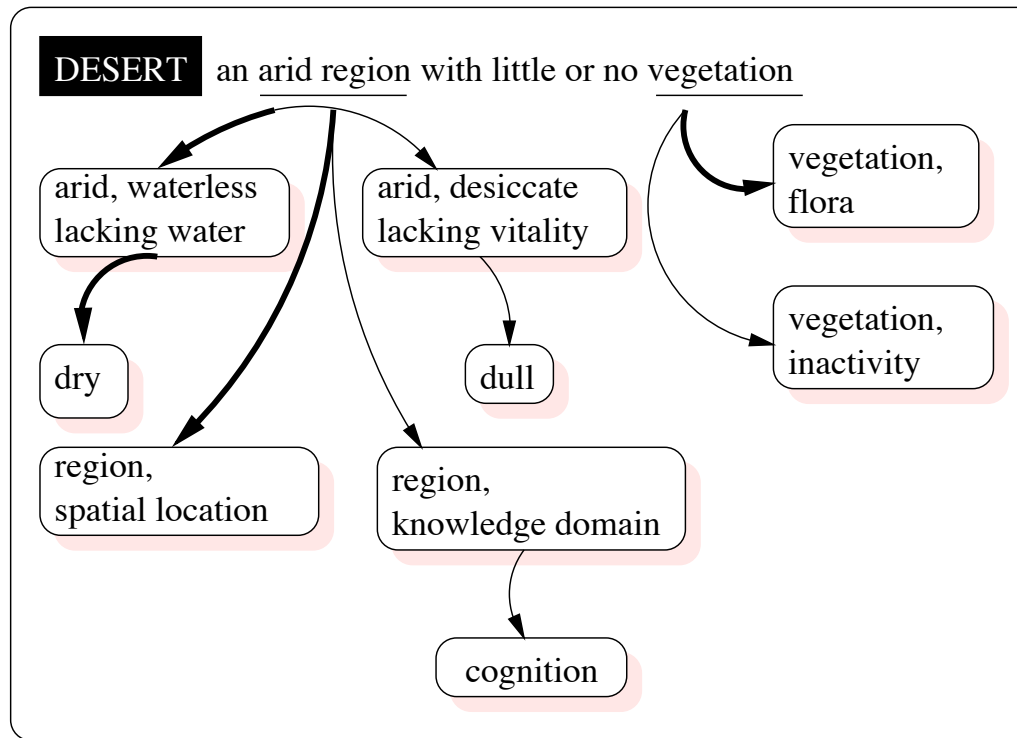 DESERT an arid region with little or no vegetation
arid, waterless
lacking water
arid, desiccate
lacking vitality
vegetation,
flora
dry
dull
vegetation,
inactivity
region,
spatial location
region,
knowledge domain
cognition